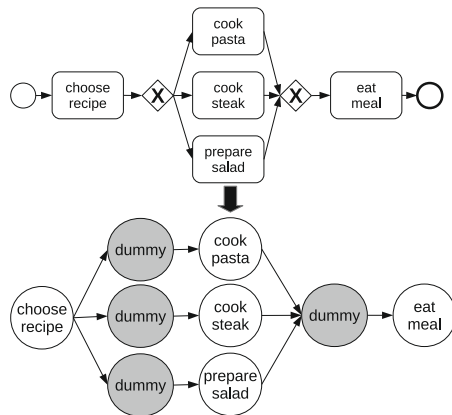 cook
pasta
choose
recipe
X
cook
steak
X
eat
meal
prepare
salad
dummy
cook
pasta
choose
recipe
dummy
cook
steak
dummy
eat
meal
dummy
prepare
salad